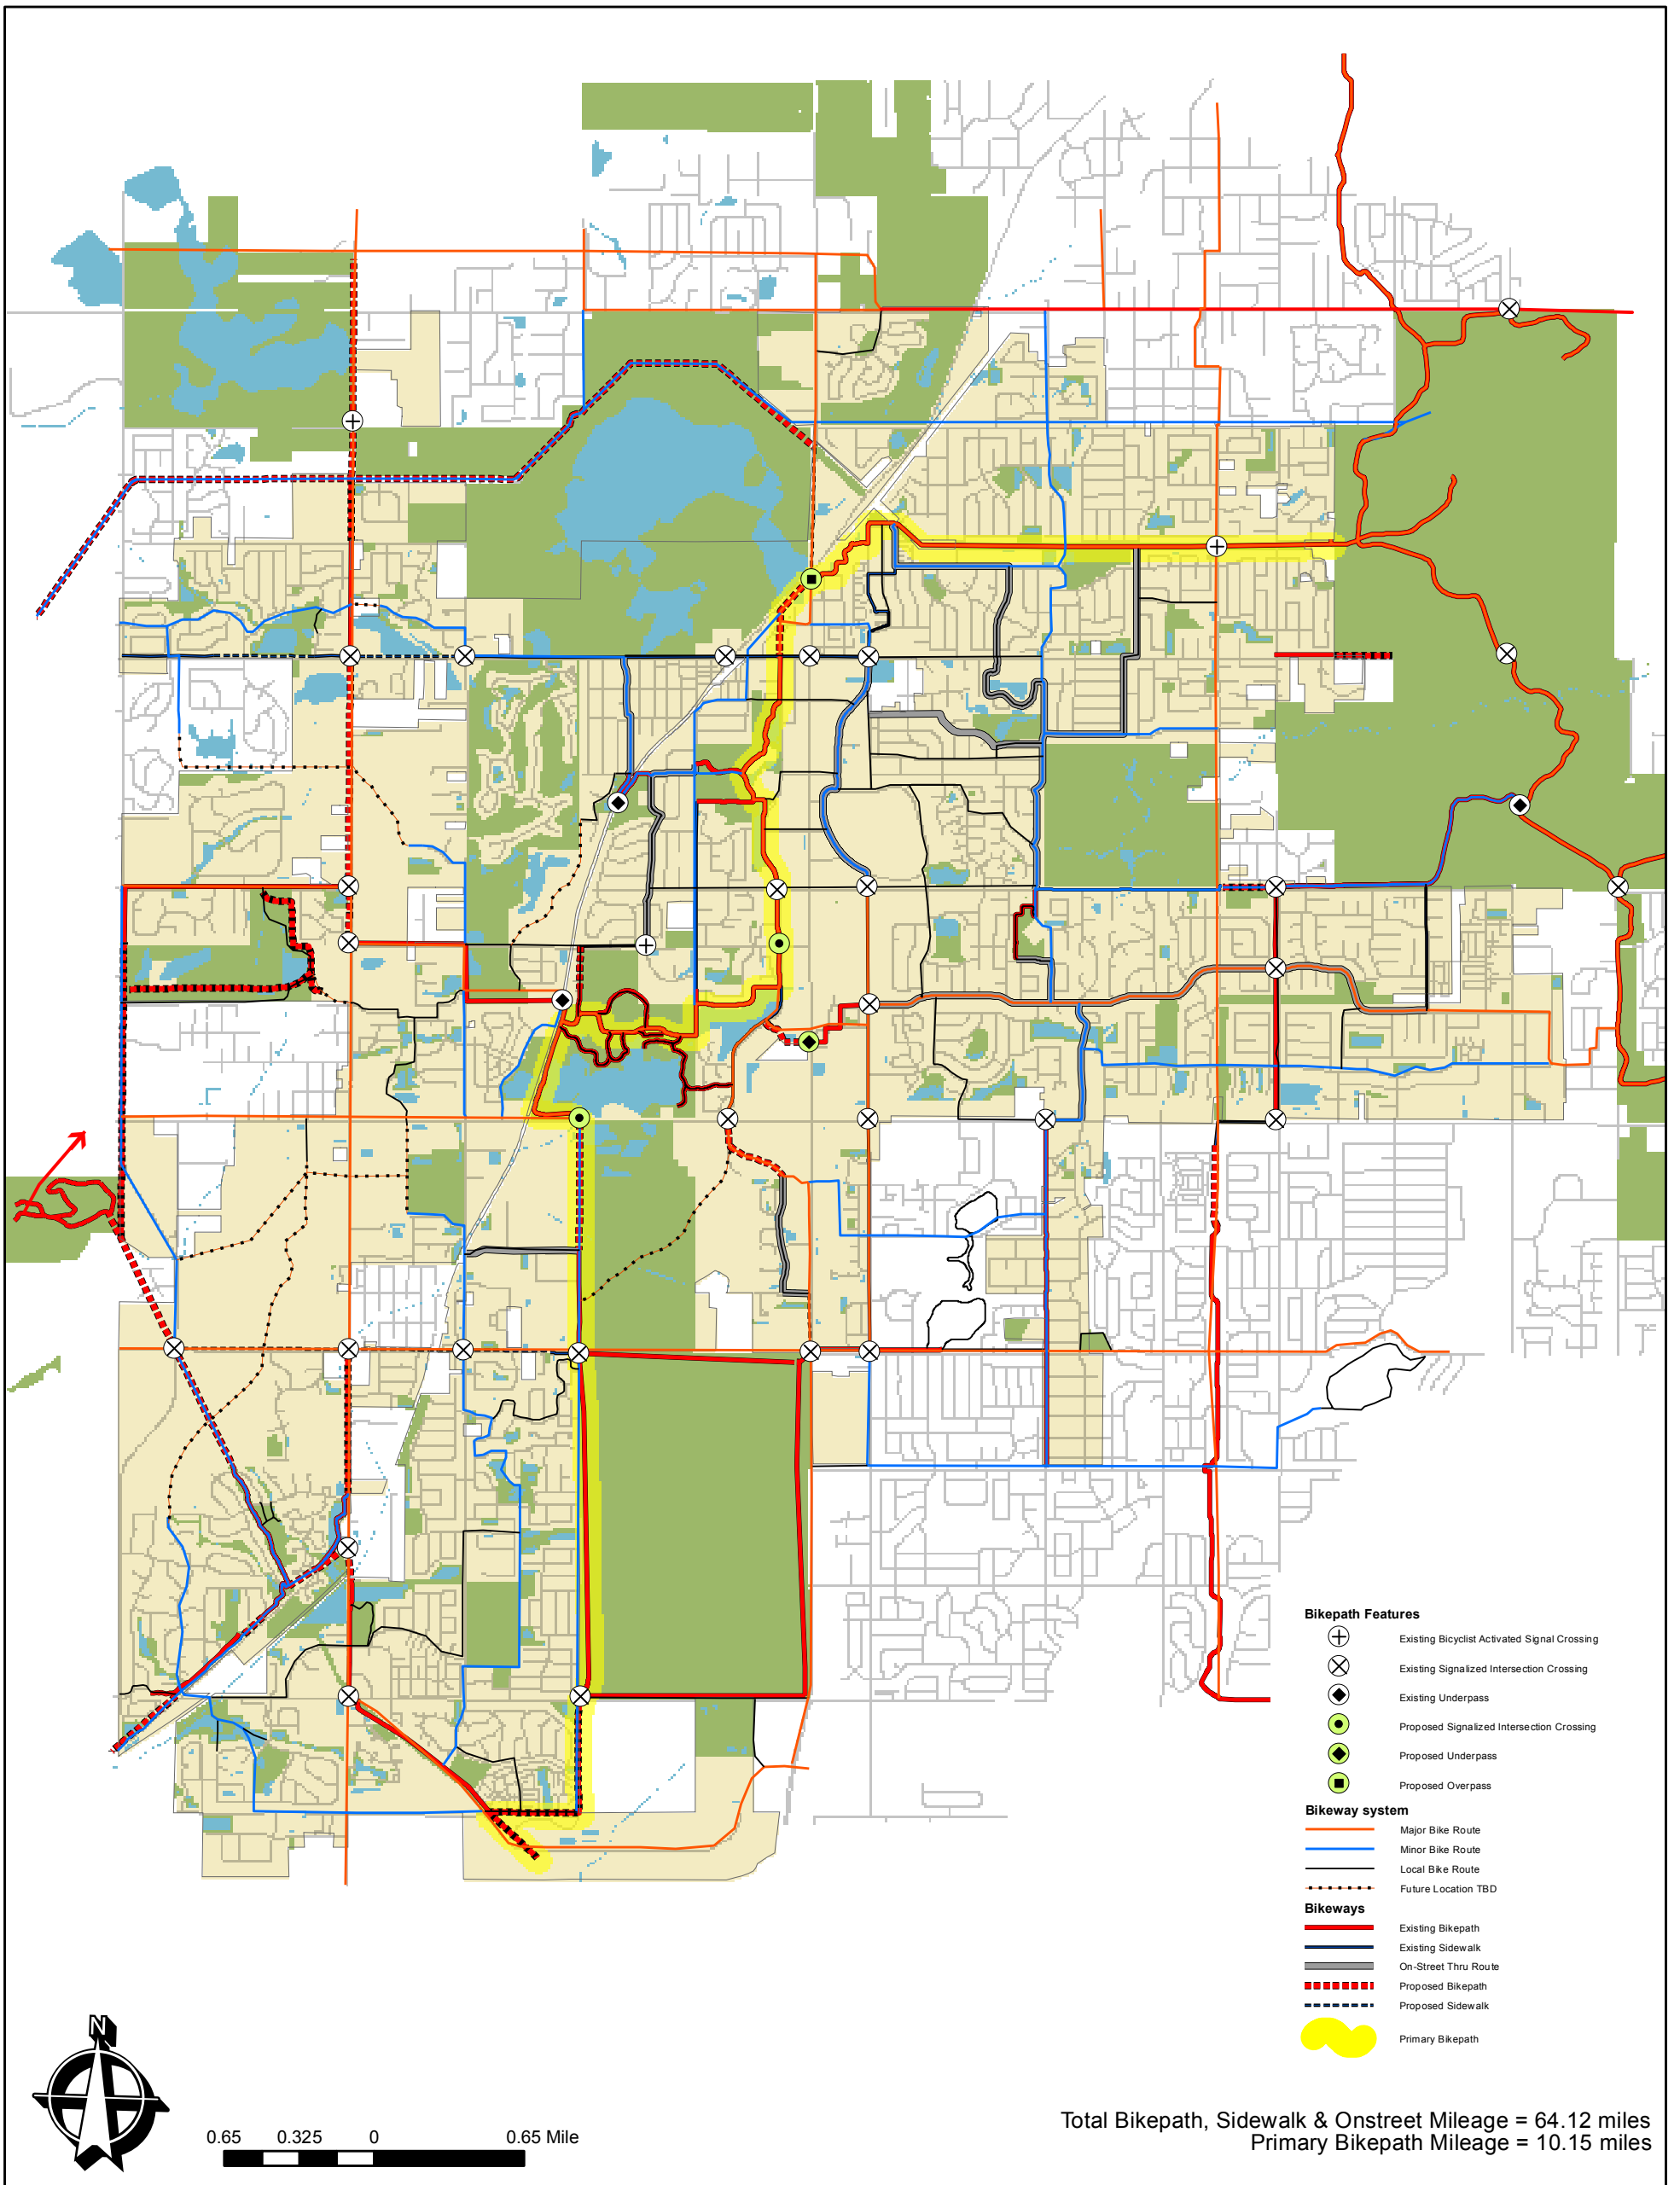 Bikepath Features
Existing Bicyclist Activated Signal Crossing
Existing Signalized Intersection Crossing
Existing Underpass
Proposed Signalized Intersection Crossing
Proposed Underpass
Proposed Overpass
Bikeway system
Major Bike Route
Minor Bike Route
Local Bike Route
Future Location TBD
Bikeways
Existing Bikepath
Existing Sidewalk
On-Street Thru Route
Proposed Bikepath
Proposed Sidewalk
Primary Bikepath
N
0.65 0.325 0 0.65 Mile
Total Bikepath, Sidewalk & Onstreet Mileage = 64.12 miles
Primary Bikepath Mileage = 10.15 miles